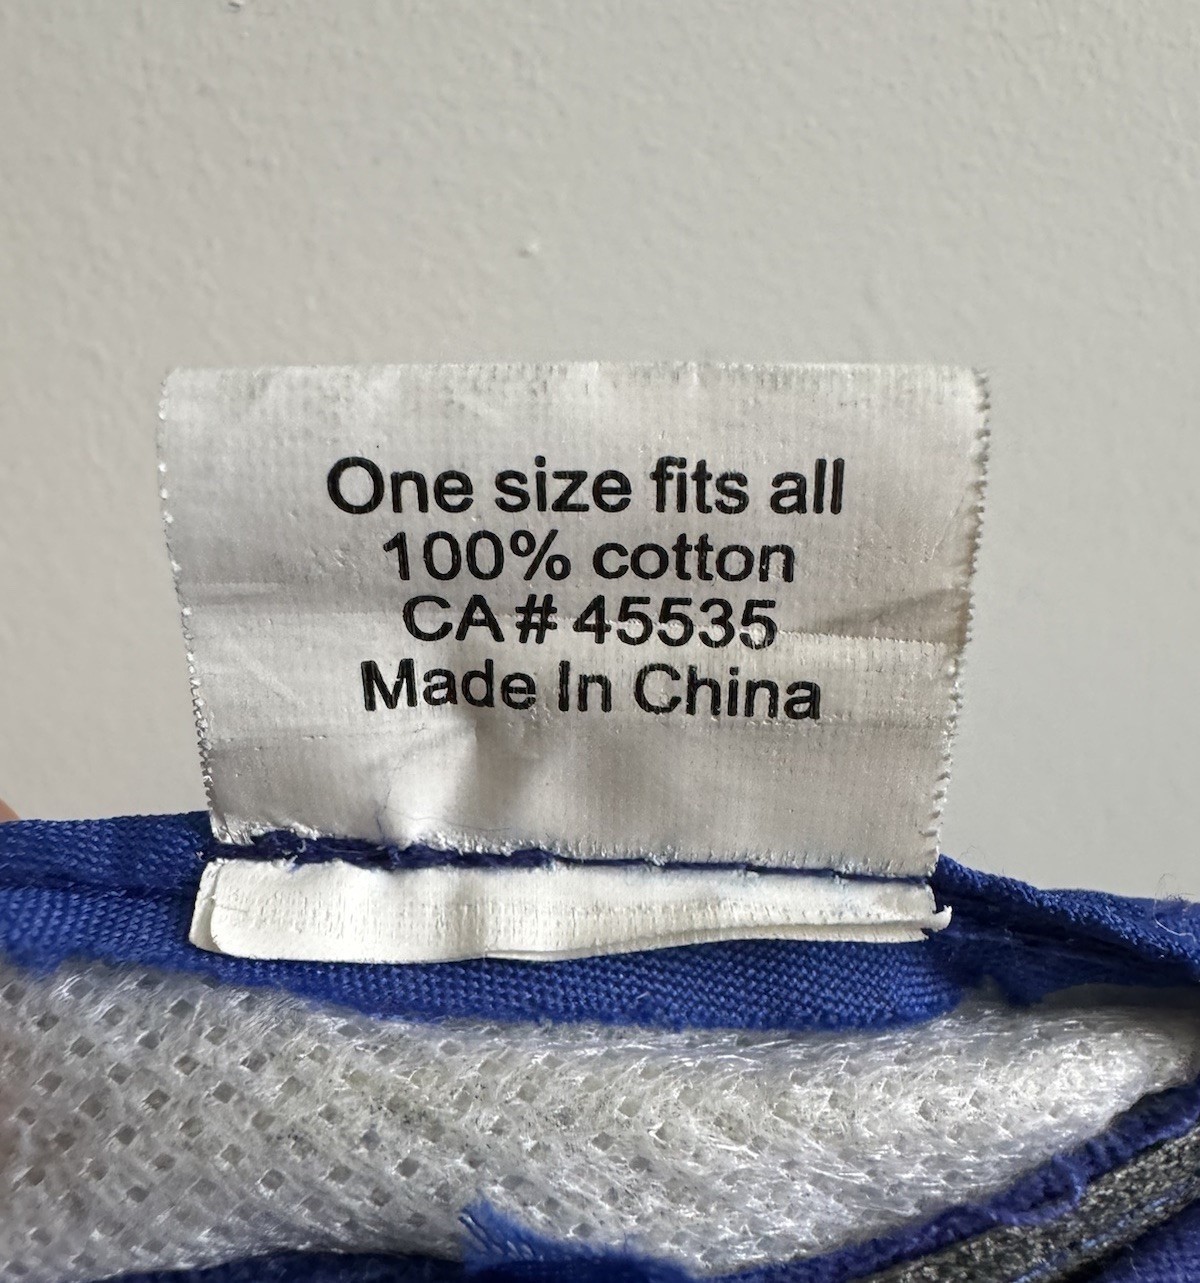 One size fits all
100% cotton
CA# 45535
Made In China